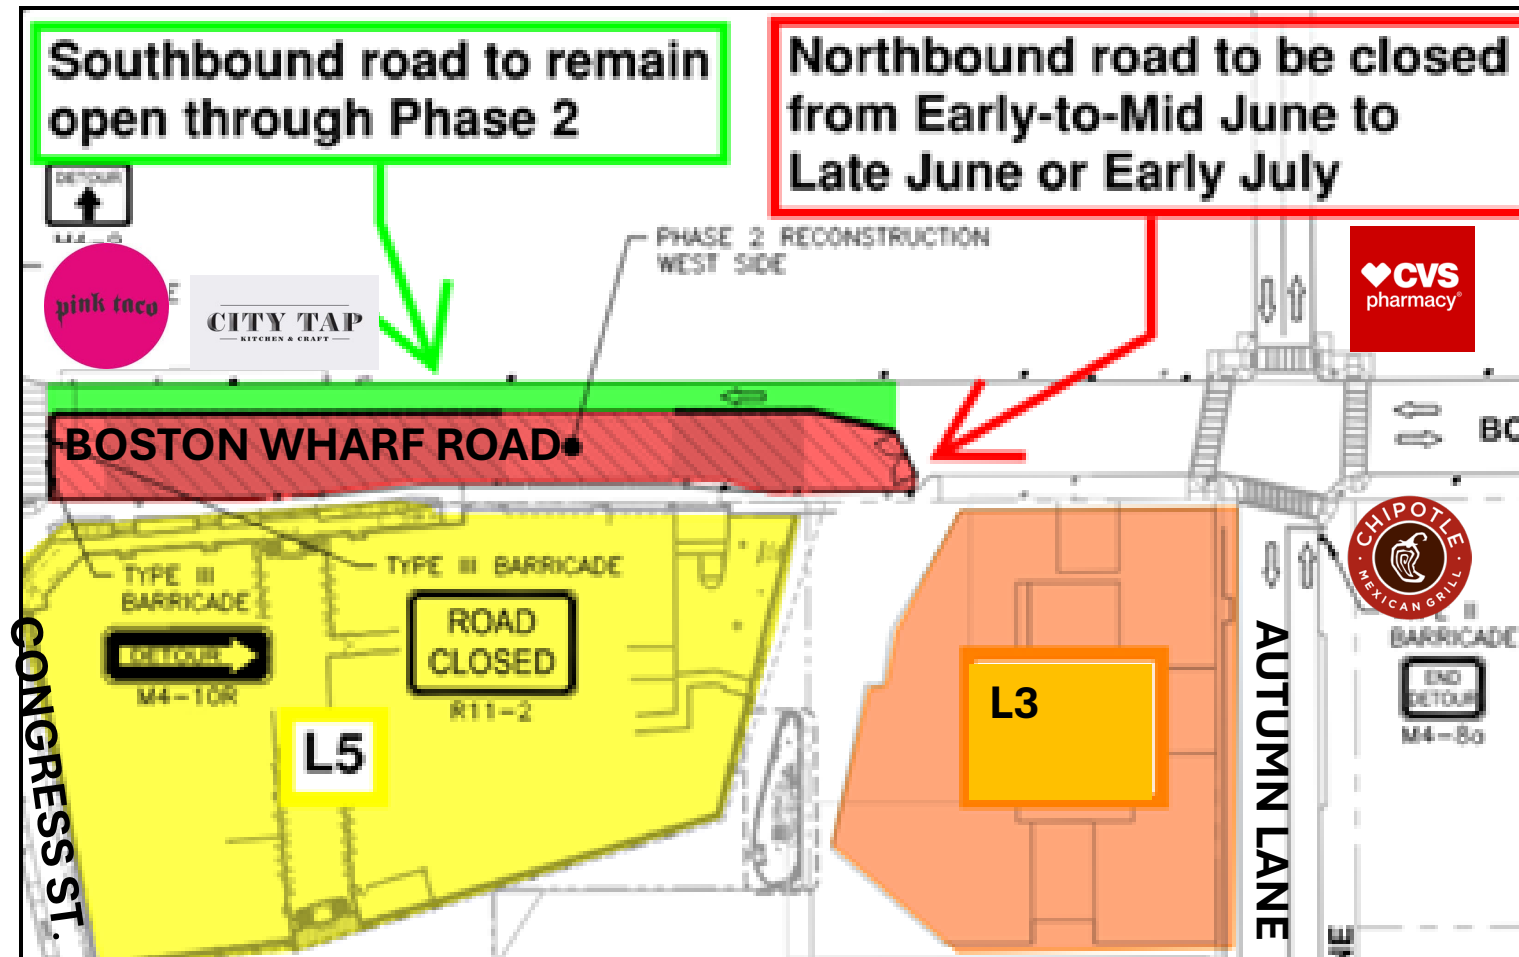 Southbound road to remain
open through Phase 2
Northbound road to be closed
from Early-to-Mid June to
Late June or Early July
DETOUR
PHASE 2 RECONSTRUCTION
WEST SIDE
pink taco
CITY TAP
KITCHEN & CRAFT
CVS
pharmacy®
BOSTON WHARF ROAD
BO
TYPE III
BARRICADE
TYPE III BARRICADE
CHIPOTLE
MEXICAN GRILL
DETOUR
M4-10R
ROAD
CLOSED
R11-2
BARRICADE
END
DETOUR
M4-8a
L5
L3
CONGRESS ST.
AUTUMN LANE